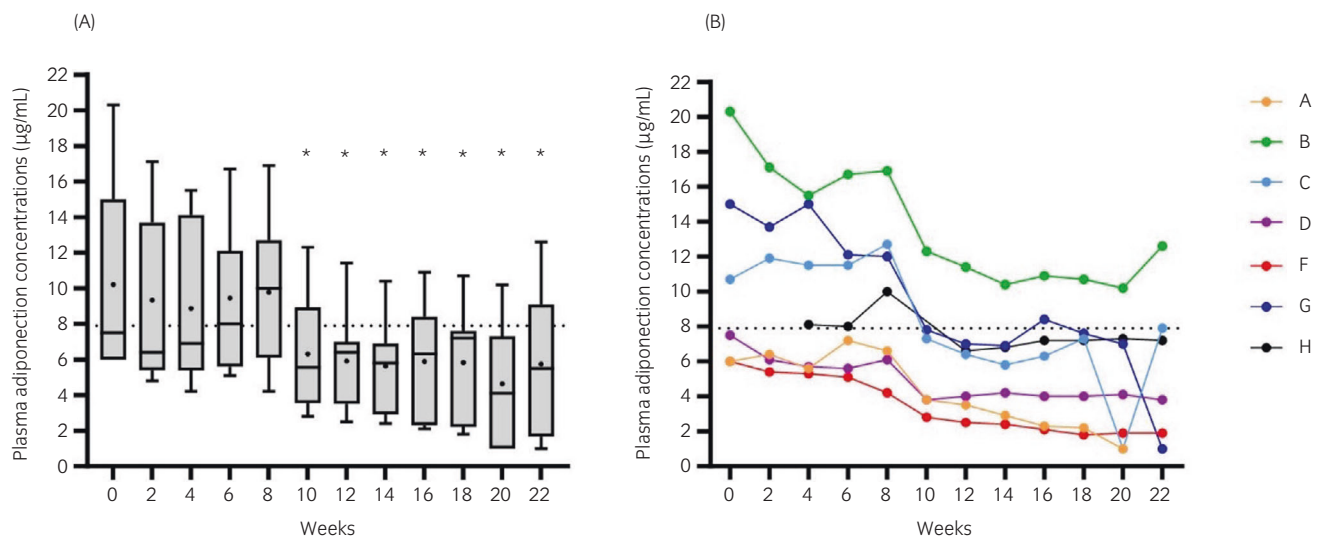 (A)
Plasma adiponection concentrations (μg/mL)
22
20
18
16
14
12
10
8
6
4
2
0
* * * * * * *
0 2 4 6 8 10 12 14 16 18 20 22
Weeks
(B)
Plasma adiponection concentrations (μg/mL)
22
20
18
16
14
12
10
8
6
4
2
0
0 2 4 6 8 10 12 14 16 18 20 22
Weeks
A
B
C
D
F
G
H